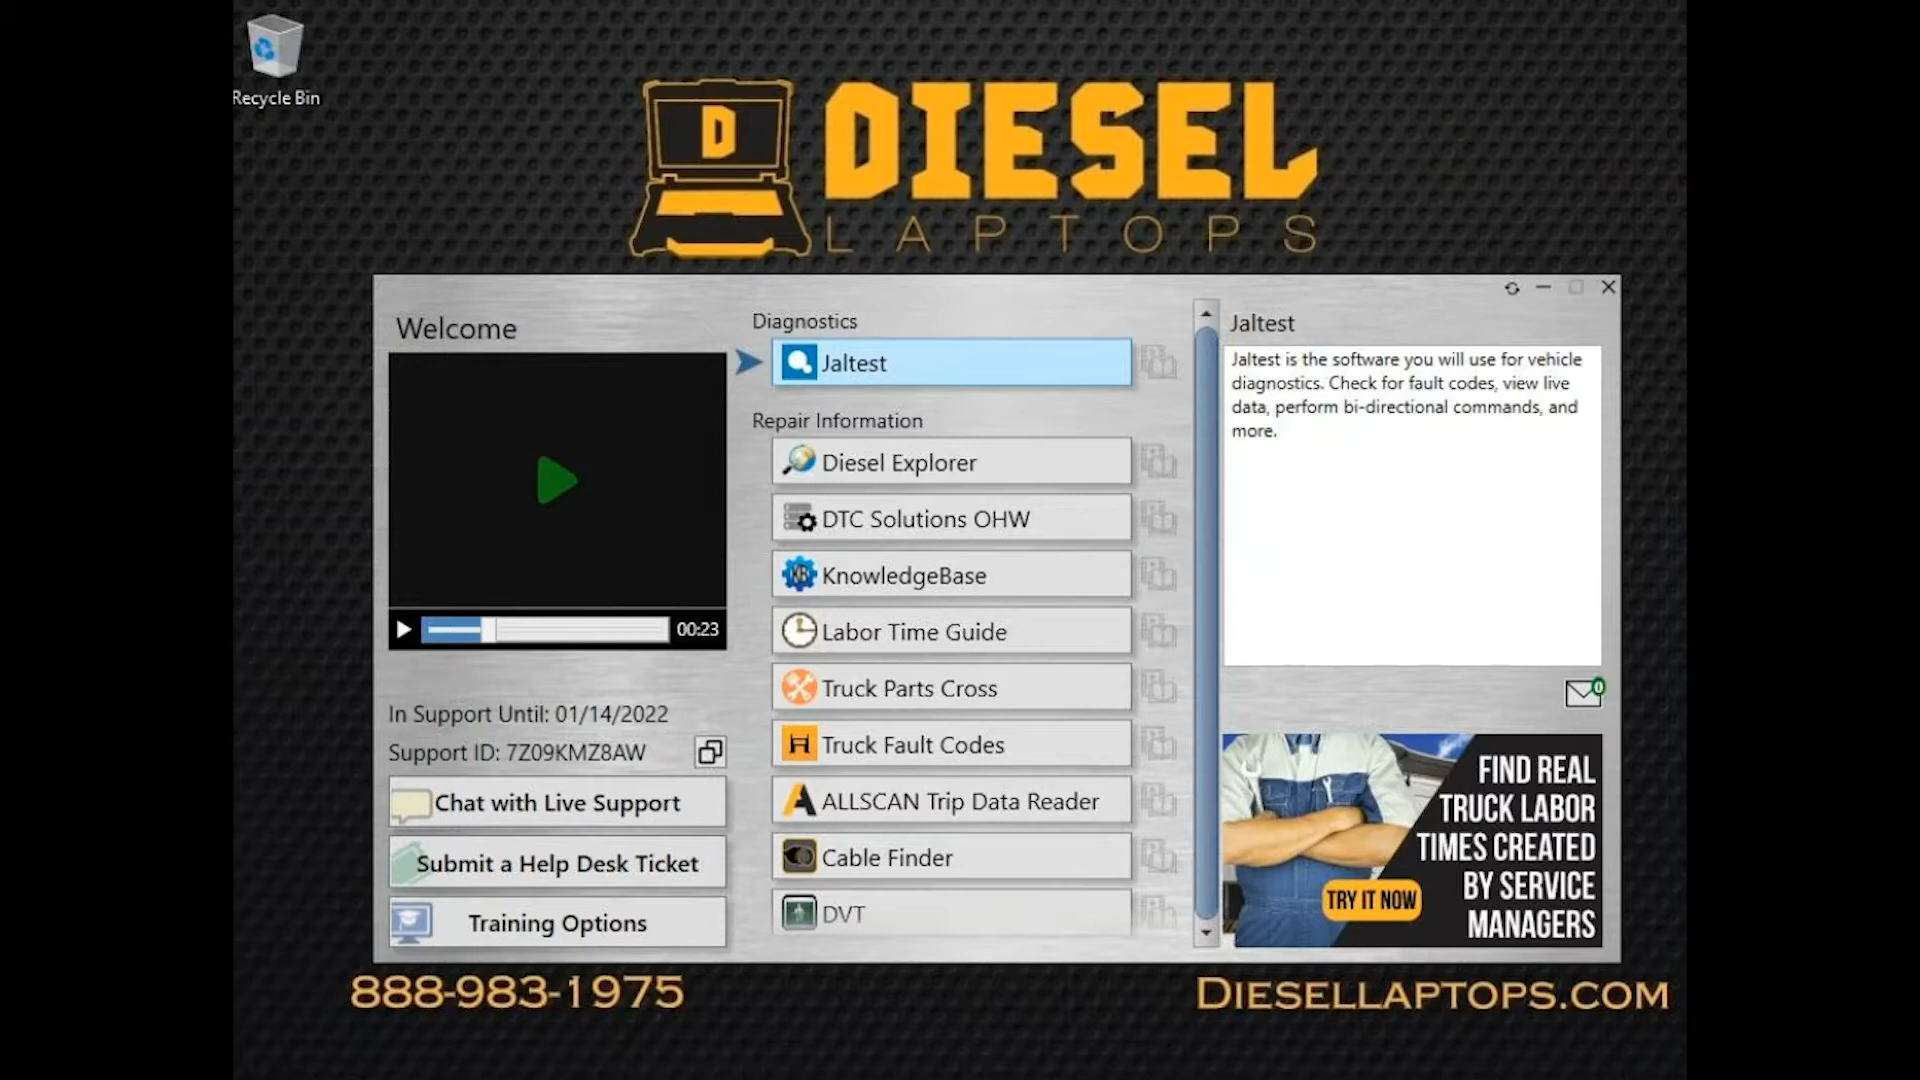 Recycle Bin
D
DIESEL
LAPTOPS
Welcome
00:23
In Support Until: 01/14/2022
Support ID: 7Z09KMZ8AW
Chat with Live Support
Submit a Help Desk Ticket
Training Options
Diagnostics
Jaltest
Repair Information
Diesel Explorer
DTC Solutions OHW
KB
KnowledgeBase
Labor Time Guide
Truck Parts Cross
Truck Fault Codes
ALLSCAN Trip Data Reader
Cable Finder
DVT
Jaltest
Jaltest is the software you will use for vehicle
diagnostics. Check for fault codes, view live
data, perform bi-directional commands, and
more.
0
FIND REAL
TRUCK LABOR
TIMES CREATED
BY SERVICE
MANAGERS
TRY IT NOW
888-983-1975
DIESELLAPTOPS.COM